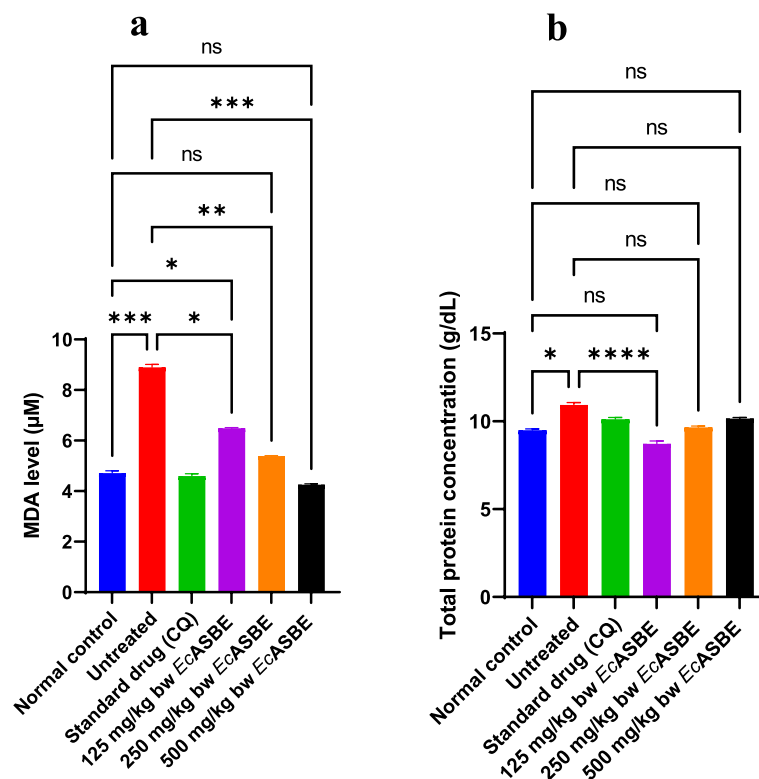 a
ns
***
ns
**
*
***
*
MDA level (µM)
10
8
6
4
2
0
Normal control
Untreated
Standard drug (CQ)
125 mg/kg bw EcASBE
250 mg/kg bw EcASBE
500 mg/kg bw EcASBE
b
ns
ns
ns
ns
ns
*
****
Total protein concentration (g/dL)
15
10
5
0
Normal control
Untreated
Standard drug (CQ)
125 mg/kg bw EcASBE
250 mg/kg bw EcASBE
500 mg/kg bw EcASBE